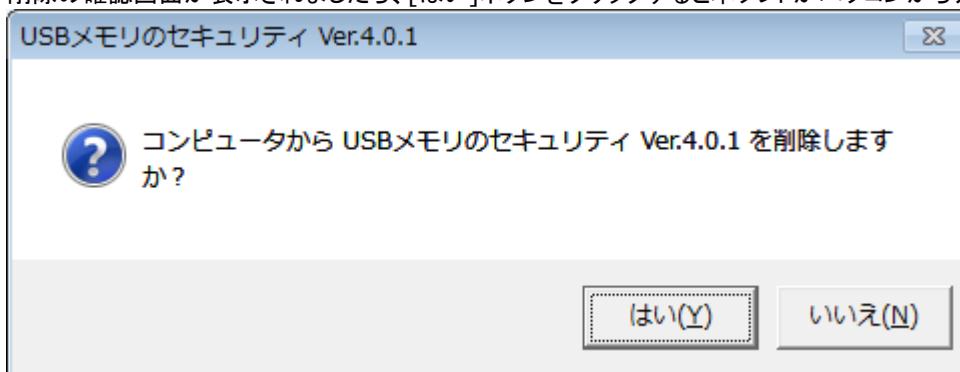 USBメモリのセキュリティ Ver.4.0.1
コンピュータから USBメモリのセキュリティ Ver.4.0.1 を削除します
か？
はい(Y)
いいえ(N)